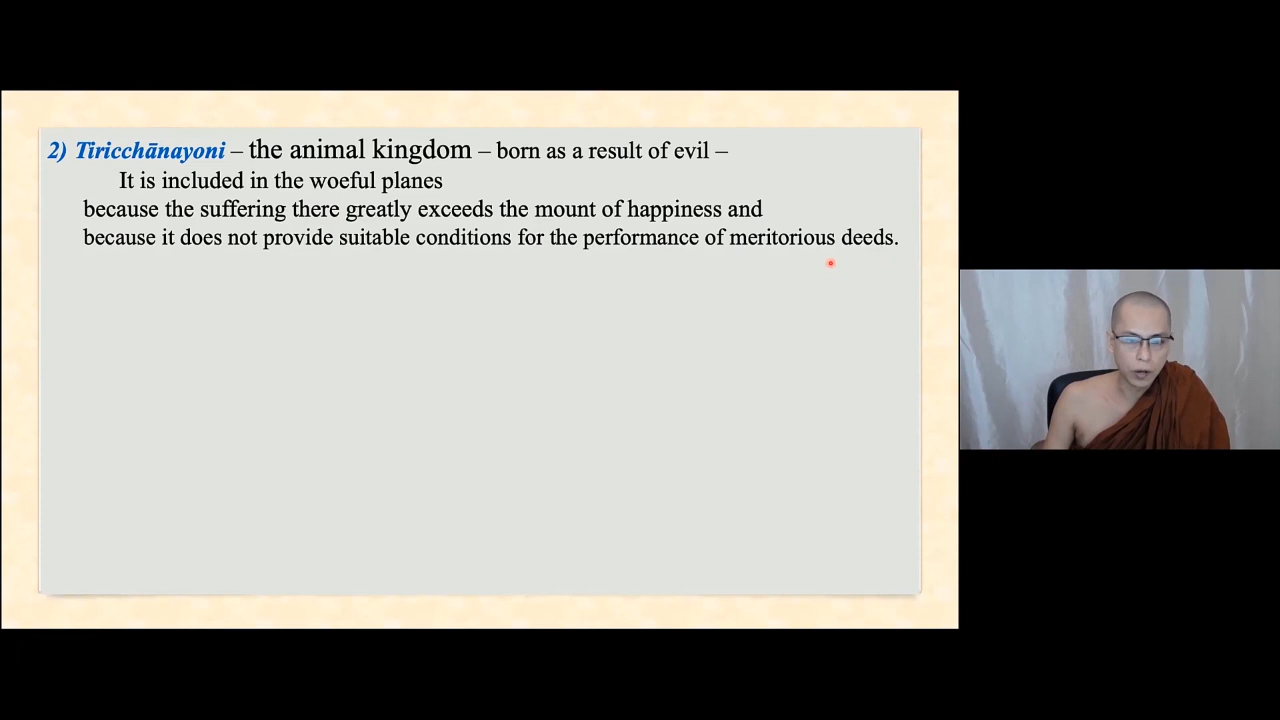 2) Tiricchānayoni – the animal kingdom – born as a result of evil –
It is included in the woeful planes
because the suffering there greatly exceeds the mount of happiness and
because it does not provide suitable conditions for the performance of meritorious deeds.